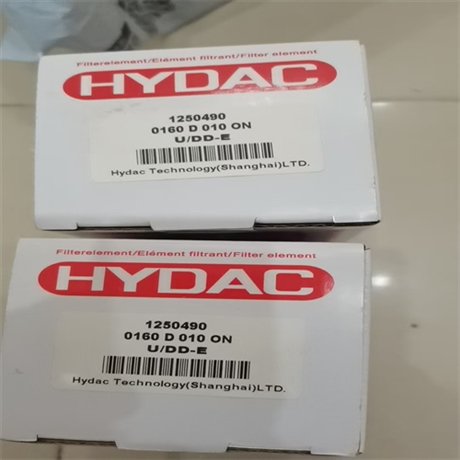 Filterelement/Elément filtrant/Filter element
HYDAC
1250490
0160 D 010 ON
U/DD-E
Hydac Technology(Shanghai)LTD.
Filterelement/Elément filtrant/Filter element
HYDAC
1250490
0160 D 010 ON
U/DD-E
Hydac Technology(Shanghai)LTD.